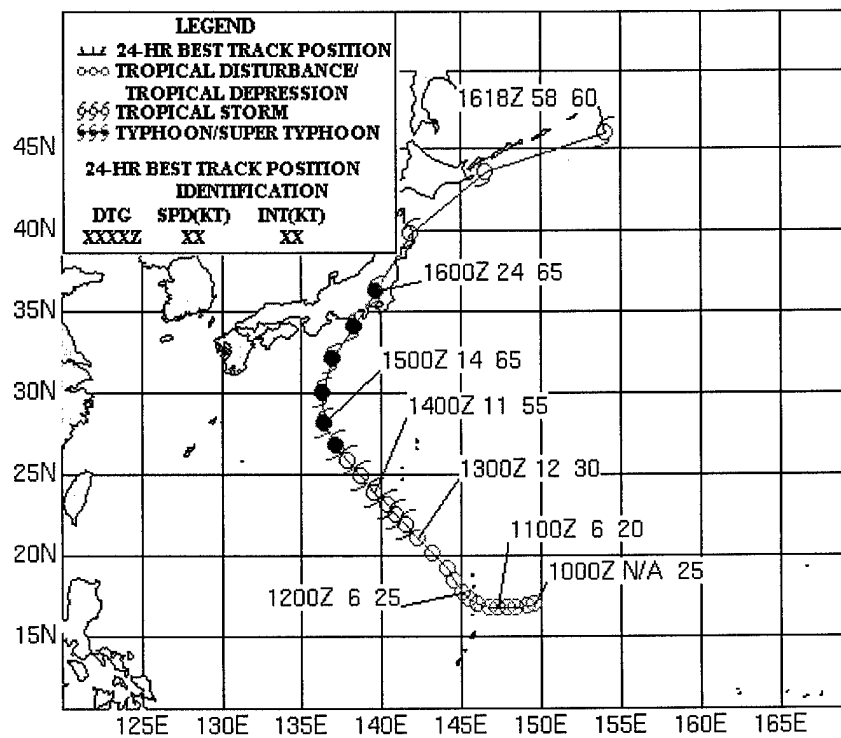 LEGEND
24-HR BEST TRACK POSITION
TROPICAL DISTURBANCE/
TROPICAL DEPRESSION
TROPICAL STORM
TYPHOON/SUPER TYPHOON
24-HR BEST TRACK POSITION
IDENTIFICATION
DTG SPD(KT) INT(KT)
XXXXZ XX XX
1618Z 58 60
45N
40N
1600Z 24 65
35N
1500Z 14 65
30N
1400Z 11 55
25N
1300Z 12 30
1100Z 6 20
20N
1000Z N/A 25
1200Z 6 25
15N
125E 130E 135E 140E 145E 150E 155E 160E 165E